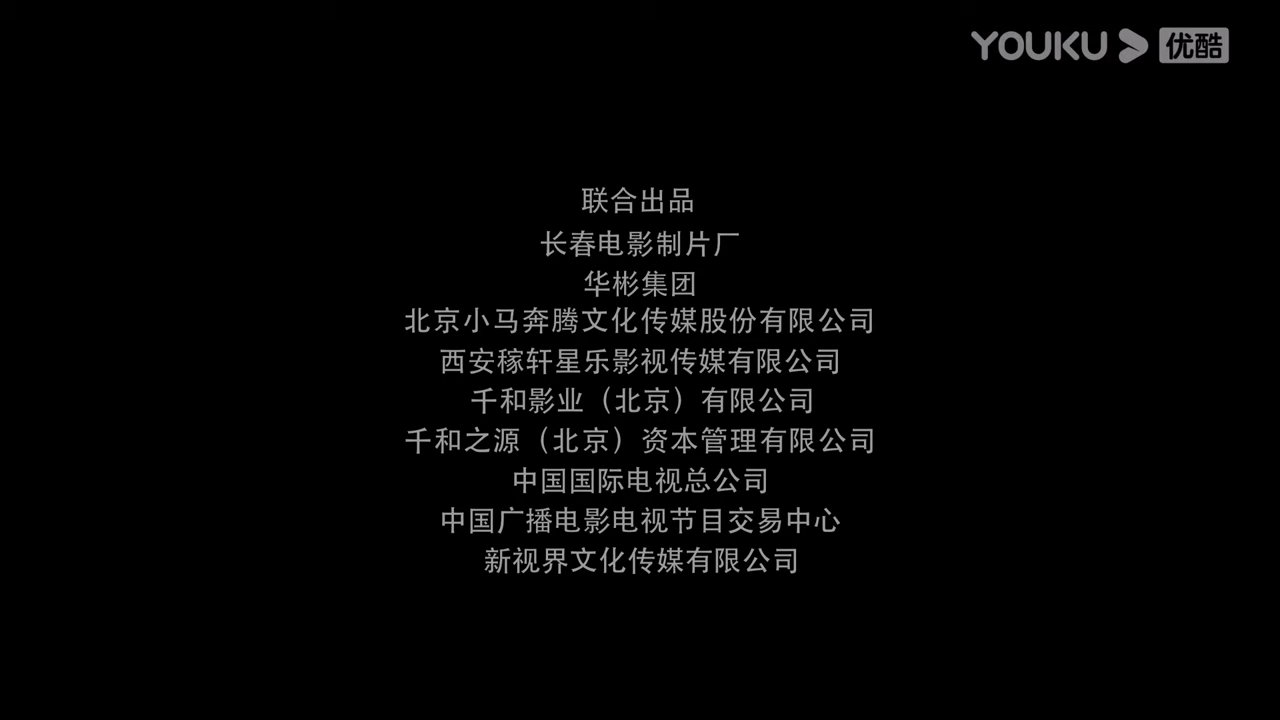 YOUKU 优酷
联合出品
长春电影制片厂
华彬集团
北京小马奔腾文化传媒股份有限公司
西安稼轩星乐影视传媒有限公司
千和影业（北京）有限公司
千和之源（北京）资本管理有限公司
中国国际电视总公司
中国广播电影电视节目交易中心
新视界文化传媒有限公司